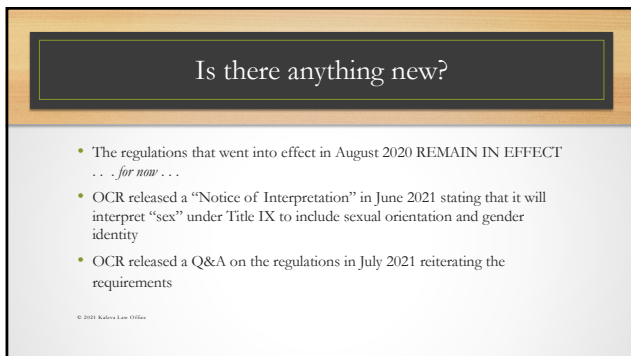 Is there anything new?
• The regulations that went into effect in August 2020 REMAIN IN EFFECT
. . . for now . . .
• OCR released a “Notice of Interpretation” in June 2021 stating that it will
interpret “sex” under Title IX to include sexual orientation and gender
identity
• OCR released a Q&A on the regulations in July 2021 reiterating the
requirements
© 2021 Kaleva Law Office